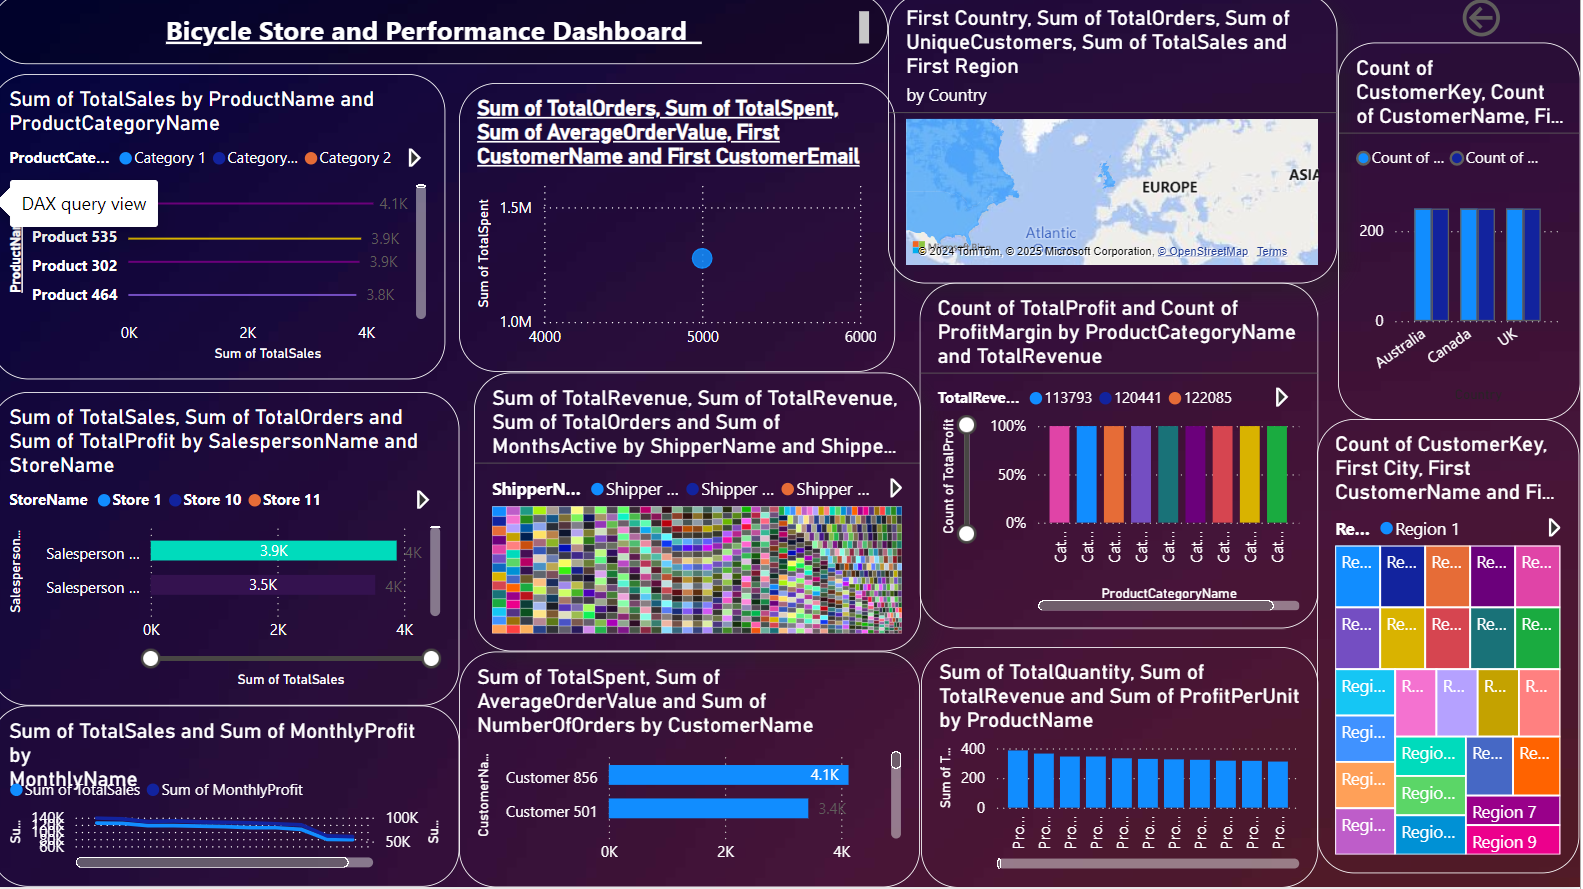 Bicycle Store and Performance Dashboard
Sum of TotalSales by ProductName and
ProductCategoryName
ProductCate... Category 1 Category... Category 2
DAX query view
4.1K
Product 535 3.9K
Product 302 3.9K
Product 464 3.8K
0K 2K 4K
Sum of TotalSales
Sum of TotalOrders, Sum of TotalSpent,
Sum of AverageOrderValue, First
CustomerName and First CustomerEmail
Sum of TotalSpent
1.5M
1.0M
4000 5000 6000
First Country, Sum of TotalOrders, Sum of
UniqueCustomers, Sum of TotalSales and
First Region
by Country
EUROPE
ASIA
Atlantic
© 2024 TomTom, © 2025 Microsoft Corporation, © OpenStreetMap Terms
Count of
CustomerKey, Count
of CustomerName, Fi...
Count of ... Count of ...
200
0
Australia
Canada
UK
Sum of TotalSales, Sum of TotalOrders and
Sum of TotalProfit by SalespersonName and
StoreName
StoreName Store 1 Store 10 Store 11
Salesperson...
Salesperson ... 3.9K 4K
Salesperson ... 3.5K 4K
0K 2K 4K
Sum of TotalSales
Sum of TotalRevenue, Sum of TotalRevenue,
Sum of TotalOrders and Sum of
MonthsActive by ShipperName and Shippe...
ShipperN... Shipper ... Shipper ... Shipper ...
Count of TotalProfit and Count of
ProfitMargin by ProductCategoryName
and TotalRevenue
TotalReve... 113793 120441 122085
Count of TotalProfit
100%
50%
0%
Cat... Cat... Cat... Cat... Cat... Cat... Cat... Cat... Cat...
ProductCategoryName
Count of CustomerKey,
First City, First
CustomerName and Fi...
Re... Region 1
Re... Re... Re... Re... Re...
Re... Re... Re... Re... Re...
Regi... R... R... R... R...
Regi... Regio... Re... Re...
Regi... Regio...
Regi... Regio... Region 7
Region 9
Sum of TotalSales and Sum of MonthlyProfit
by
MonthlyName
Sum of TotalSales Sum of MonthlyProfit
Su...
140K
60K
100K
50K
Su...
Sum of TotalSpent, Sum of
AverageOrderValue and Sum of
NumberOfOrders by CustomerName
CustomerNa...
Customer 856 4.1K
Customer 501 3.4K
0K 2K 4K
Sum of TotalQuantity, Sum of
TotalRevenue and Sum of ProfitPerUnit
by ProductName
Sum of T...
400
200
0
Pro... Pro... Pro... Pro... Pro... Pro... Pro... Pro... Pro... Pro... Pro...